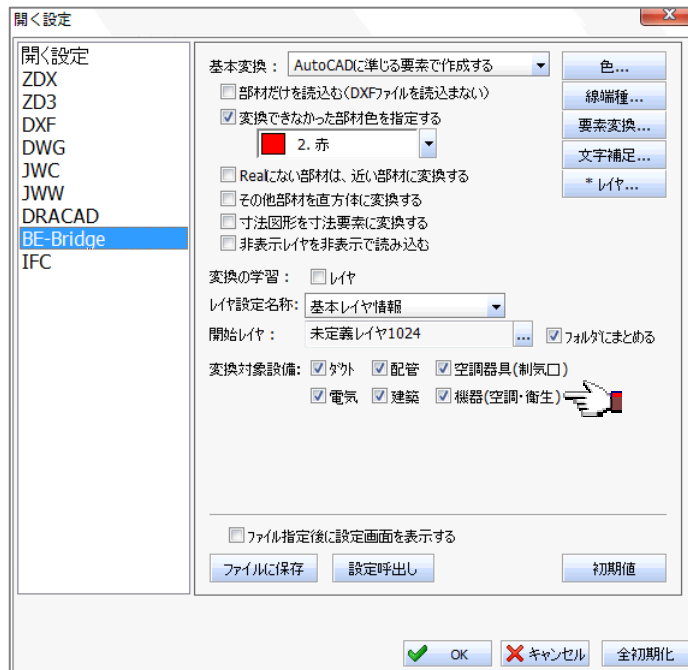 開く設定
開く設定
ZDX
ZD3
DXF
DWG
JWC
JWW
DRACAD
BE-Bridge
IFC
基本変換： AutoCADに準じる要素で作成する
部材だけを読込む(DXFファイルを読込まない)
変換できなかった部材色を指定する
2. 赤
Realにない部材は、近い部材に変換する
その他部材を直方体に変換する
寸法図形を寸法要素に変換する
非表示レイヤを非表示で読み込む
色...
線端種...
要素変換...
文字補足...
* レイヤ...
変換の学習： レイヤ
レイヤ設定名称： 基本レイヤ情報
開始レイヤ： 未定義レイヤ1024 ... フォルダにまとめる
変換対象設備： ダクト 配管 空調器具(制気口)
電気 建築 機器(空調・衛生)
ファイル指定後に設定画面を表示する
ファイルに保存 設定呼出し 初期値
OK キャンセル 全初期化